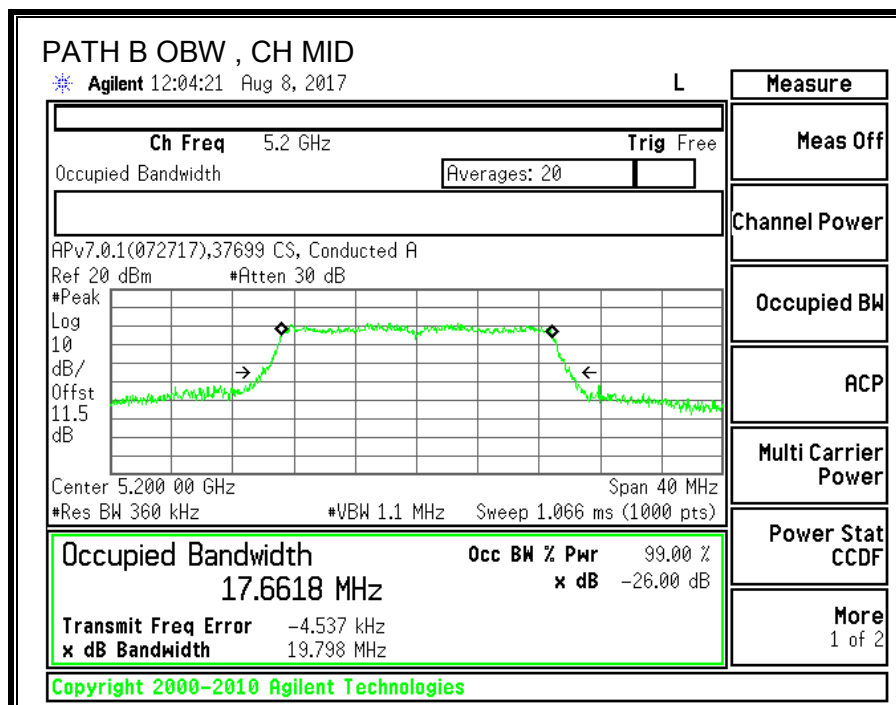 PATH B OBW , CH MID
Agilent 12:04:21 Aug 8, 2017 L
Measure
Ch Freq 5.2 GHz Trig Free
Meas Off
Occupied Bandwidth Averages: 20
Channel Power
APv7.0.1(072717),37699 CS, Conducted A
Ref 20 dBm #Atten 30 dB
#Peak
Log
10
dB/
Offst
11.5
dB
Occupied BW
ACP
Multi Carrier
Power
Center 5.200 00 GHz Span 40 MHz
#Res BW 360 kHz #VBW 1.1 MHz Sweep 1.066 ms (1000 pts)
Power Stat
CCDF
Occupied Bandwidth Occ BW % Pwr 99.00 %
17.6618 MHz x dB -26.00 dB
Transmit Freq Error -4.537 kHz
x dB Bandwidth 19.798 MHz
More
1 of 2
Copyright 2000-2010 Agilent Technologies